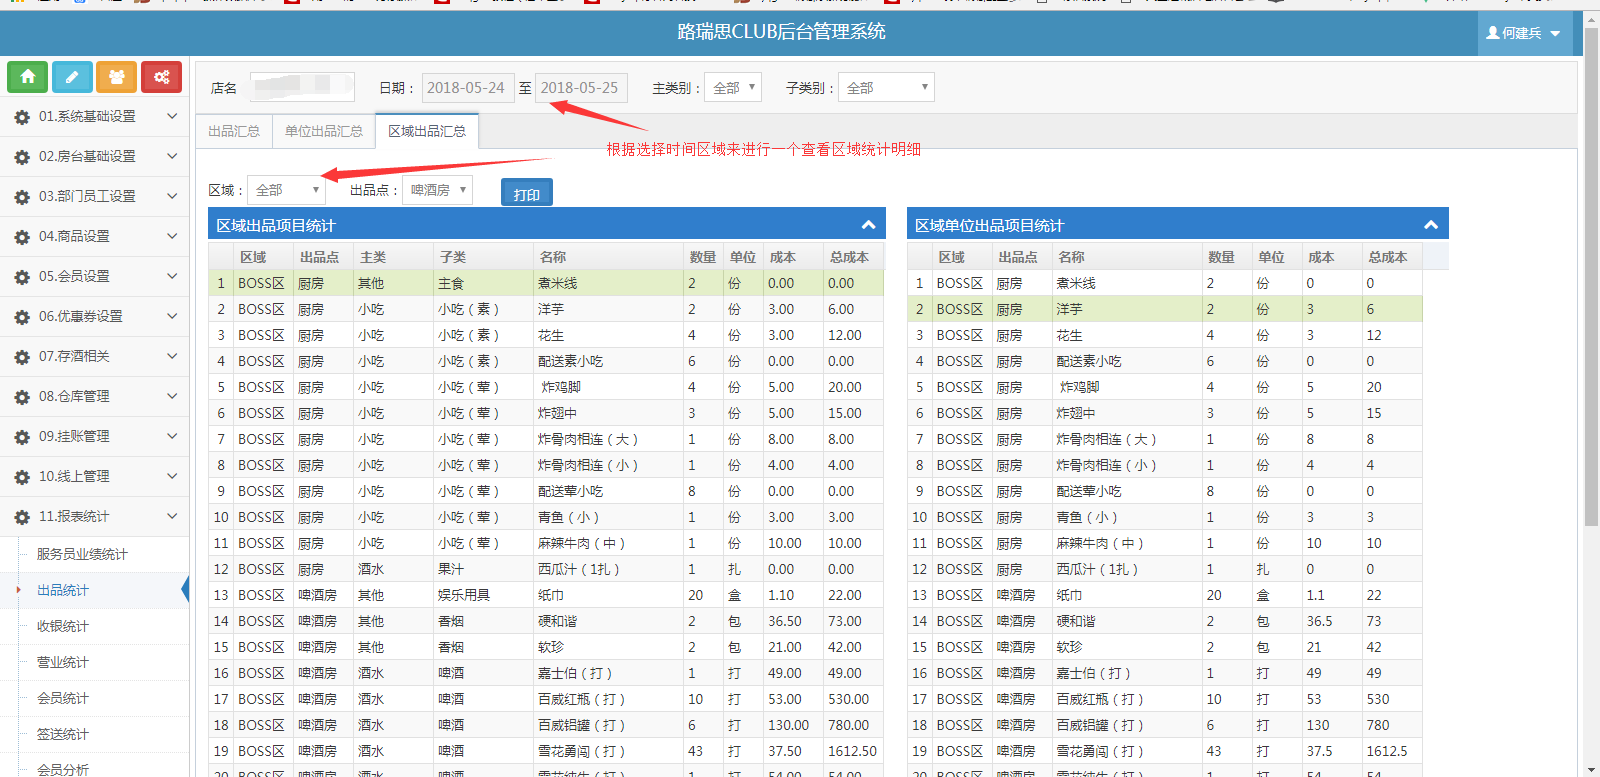 路瑞思CLUB后台管理系统
何建兵
店名
日期： 2018-05-24 至 2018-05-25
主类别： 全部
子类别： 全部
出品汇总 单位出品汇总 区域出品汇总
根据选择时间区域来进行一个查看区域统计明细
区域： 全部 出品点： 啤酒房 打印
01.系统基础设置
02.房台基础设置
03.部门员工设置
04.商品设置
05.会员设置
06.优惠券设置
07.存酒相关
08.仓库管理
09.挂账管理
10.线上管理
11.报表统计
服务员业绩统计
出品统计
收银统计
营业统计
会员统计
签送统计
会员分析
区域出品项目统计
区域 出品点 主类 子类 名称 数量 单位 成本 总成本
1 BOSS区 厨房 其他 主食 煮米线 2 份 0.00 0.00
2 BOSS区 厨房 小吃 小吃（素） 洋芋 2 份 3.00 6.00
3 BOSS区 厨房 小吃 小吃（素） 花生 4 份 3.00 12.00
4 BOSS区 厨房 小吃 小吃（素） 配送素小吃 6 份 0.00 0.00
5 BOSS区 厨房 小吃 小吃（荤） 炸鸡脚 4 份 5.00 20.00
6 BOSS区 厨房 小吃 小吃（荤） 炸翅中 3 份 5.00 15.00
7 BOSS区 厨房 小吃 小吃（荤） 炸骨肉相连（大） 1 份 8.00 8.00
8 BOSS区 厨房 小吃 小吃（荤） 炸骨肉相连（小） 1 份 4.00 4.00
9 BOSS区 厨房 小吃 小吃（荤） 配送荤小吃 8 份 0.00 0.00
10 BOSS区 厨房 小吃 小吃（荤） 青鱼（小） 1 份 3.00 3.00
11 BOSS区 厨房 小吃 小吃（荤） 麻辣牛肉（中） 1 份 10.00 10.00
12 BOSS区 厨房 酒水 果汁 西瓜汁（1扎） 1 扎 0.00 0.00
13 BOSS区 啤酒房 其他 娱乐用具 纸巾 20 盒 1.10 22.00
14 BOSS区 啤酒房 其他 香烟 硬和谐 2 包 36.50 73.00
15 BOSS区 啤酒房 其他 香烟 软珍 2 包 21.00 42.00
16 BOSS区 啤酒房 酒水 啤酒 嘉士伯（打） 1 打 49.00 49.00
17 BOSS区 啤酒房 酒水 啤酒 百威红瓶（打） 10 打 53.00 530.00
18 BOSS区 啤酒房 酒水 啤酒 百威铝罐（打） 6 打 130.00 780.00
19 BOSS区 啤酒房 酒水 啤酒 雪花勇闯（打） 43 打 37.50 1612.50
20 BOSS区 啤酒房 酒水 啤酒 雪花纯生（打） 1 打 54.00 54.00
区域单位出品项目统计
区域 出品点 名称 数量 单位 成本 总成本
1 BOSS区 厨房 煮米线 2 份 0 0
2 BOSS区 厨房 洋芋 2 份 3 6
3 BOSS区 厨房 花生 4 份 3 12
4 BOSS区 厨房 配送素小吃 6 份 0 0
5 BOSS区 厨房 炸鸡脚 4 份 5 20
6 BOSS区 厨房 炸翅中 3 份 5 15
7 BOSS区 厨房 炸骨肉相连（大） 1 份 8 8
8 BOSS区 厨房 炸骨肉相连（小） 1 份 4 4
9 BOSS区 厨房 配送荤小吃 8 份 0 0
10 BOSS区 厨房 青鱼（小） 1 份 3 3
11 BOSS区 厨房 麻辣牛肉（中） 1 份 10 10
12 BOSS区 厨房 西瓜汁（1扎） 1 扎 0 0
13 BOSS区 啤酒房 纸巾 20 盒 1.1 22
14 BOSS区 啤酒房 硬和谐 2 包 36.5 73
15 BOSS区 啤酒房 软珍 2 包 21 42
16 BOSS区 啤酒房 嘉士伯（打） 1 打 49 49
17 BOSS区 啤酒房 百威红瓶（打） 10 打 53 530
18 BOSS区 啤酒房 百威铝罐（打） 6 打 130 780
19 BOSS区 啤酒房 雪花勇闯（打） 43 打 37.5 1612.5
20 BOSS区 啤酒房 雪花纯生（打） 1 打 54 54